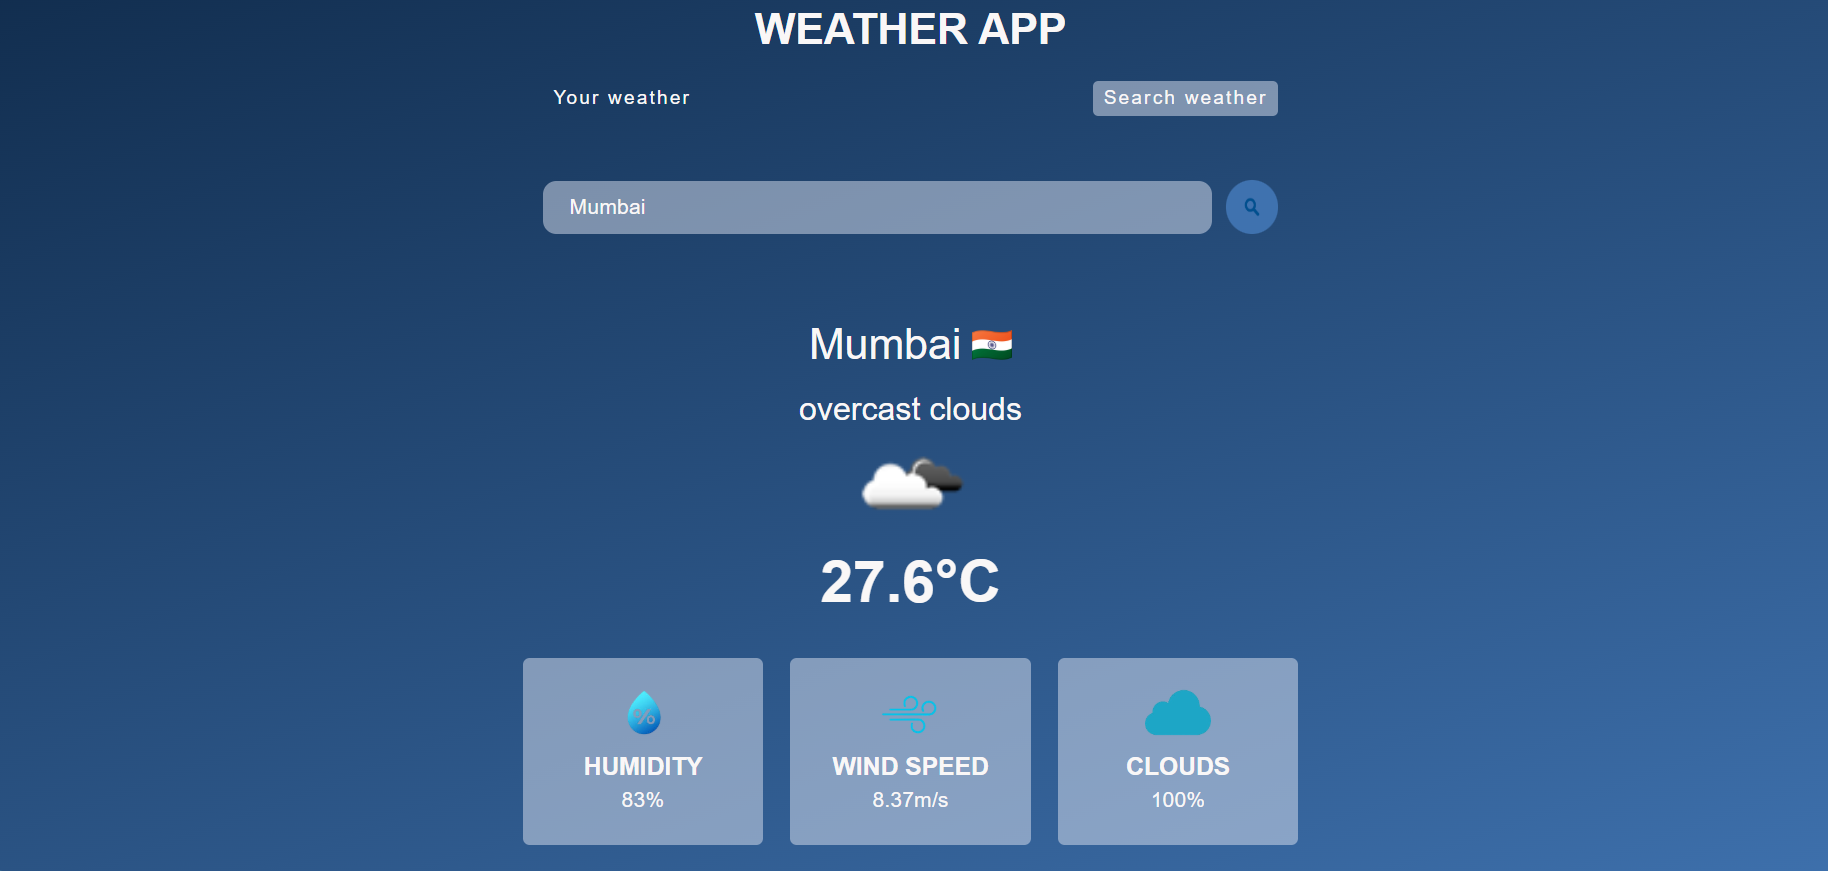 WEATHER APP
Your weather
Search weather
Mumbai
Mumbai
overcast clouds
27.6°C
%
HUMIDITY
83%
WIND SPEED
8.37m/s
CLOUDS
100%